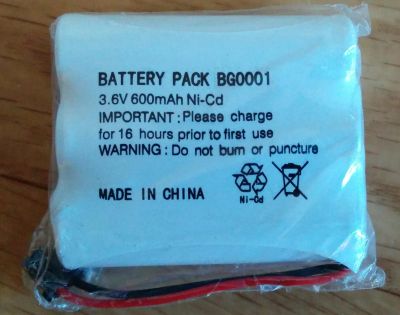 BATTERY PACK BG0001
3.6V 600mAh Ni-Cd
IMPORTANT: Please charge
for 16 hours prior to first use
WARNING: Do not burn or puncture
MADE IN CHINA
Ni-Cd